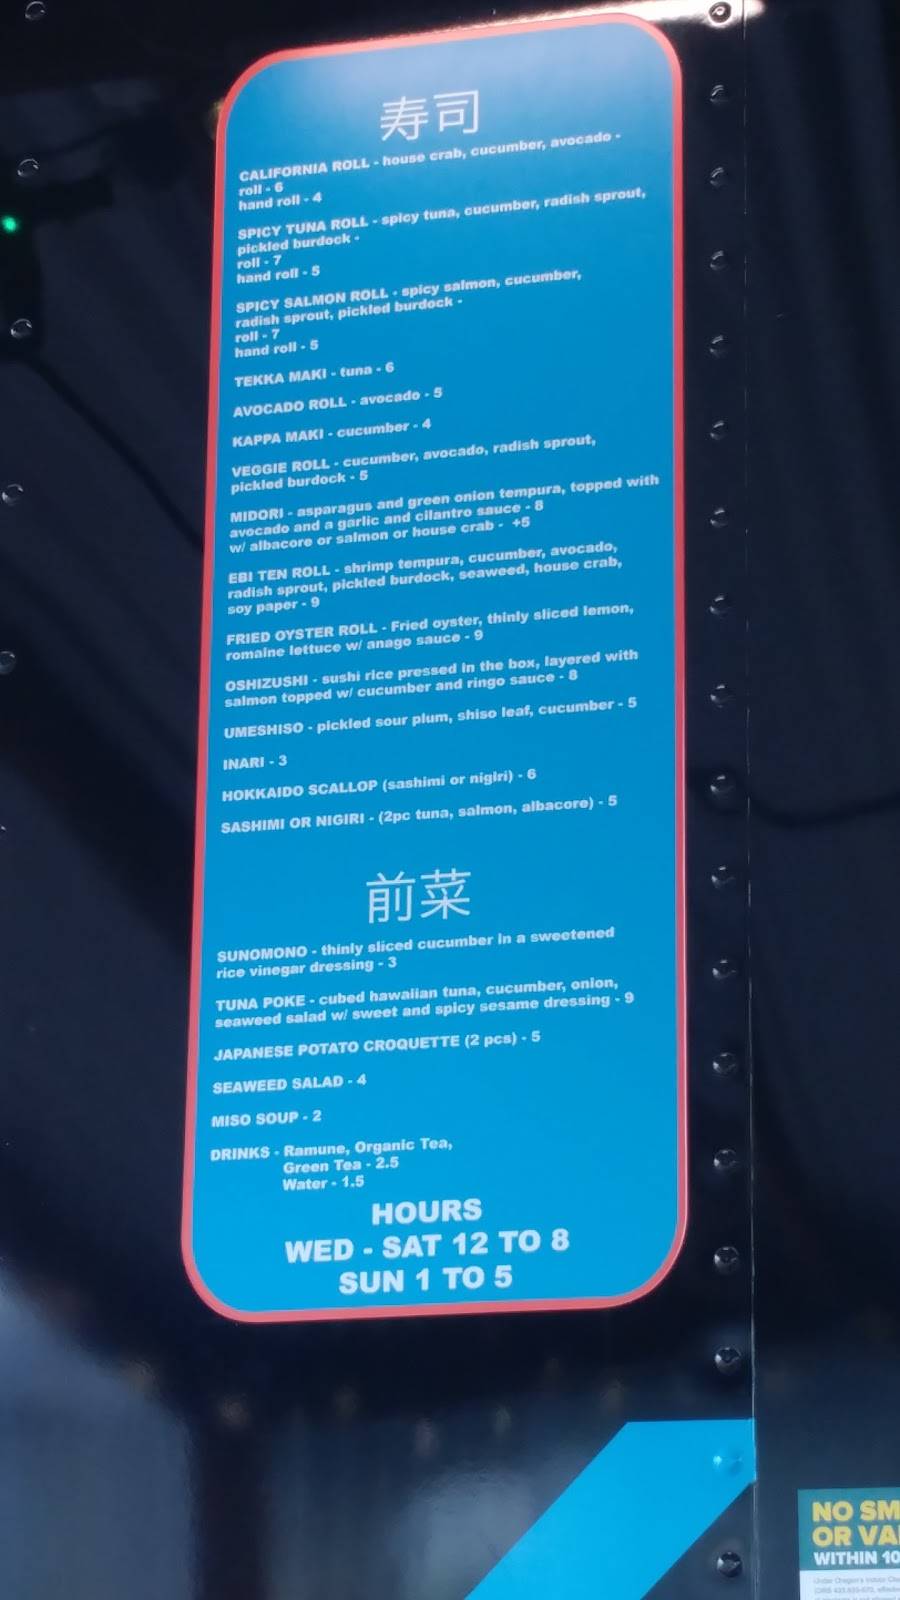 寿司
CALIFORNIA ROLL - house crab, cucumber, avocado -
roll - 6
hand roll - 4
SPICY TUNA ROLL - spicy tuna, cucumber, radish sprout,
pickled burdock -
roll - 7
hand roll - 5
SPICY SALMON ROLL - spicy salmon, cucumber,
radish sprout, pickled burdock -
roll - 7
hand roll - 5
TEKKA MAKI - tuna - 6
AVOCADO ROLL - avocado - 5
KAPPA MAKI - cucumber - 4
VEGGIE ROLL - cucumber, avocado, radish sprout,
pickled burdock - 5
MIDORI - asparagus and green onion tempura, topped with
avocado and a garlic and cilantro sauce - 8
w/ albacore or salmon or house crab - +5
EBI TEN ROLL - shrimp tempura, cucumber, avocado,
radish sprout, pickled burdock, seaweed, house crab,
soy paper - 9
FRIED OYSTER ROLL - Fried oyster, thinly sliced lemon,
romaine lettuce w/ anago sauce - 9
OSHIZUSHI - sushi rice pressed in the box, layered with
salmon topped w/ cucumber and ringo sauce - 8
UMESHISO - pickled sour plum, shiso leaf, cucumber - 5
INARI - 3
HOKKAIDO SCALLOP (sashimi or nigiri) - 6
SASHIMI OR NIGIRI - (2pc tuna, salmon, albacore) - 5
前菜
SUNOMONO - thinly sliced cucumber in a sweetened
rice vinegar dressing - 3
TUNA POKE - cubed hawaiian tuna, cucumber, onion,
seaweed salad w/ sweet and spicy sesame dressing - 9
JAPANESE POTATO CROQUETTE (2 pcs) - 5
SEAWEED SALAD - 4
MISO SOUP - 2
DRINKS - Ramune, Organic Tea,
Green Tea - 2.5
Water - 1.5
HOURS
WED - SAT 12 TO 8
SUN 1 TO 5
NO SM
OR VA
WITHIN 10